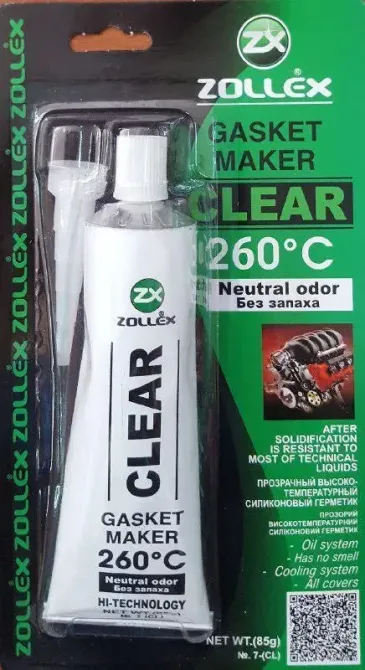 ZX
ZOLLEX
GASKET
MAKER
CLEAR
260°C
Neutral odor
Без запаха
AFTER
SOLIDIFICATION
IS RESISTANT TO
MOST OF TECHNICAL
LIQUIDS
ПРОЗРАЧНЫЙ ВЫСОКО-
ТЕМПЕРАТУРНЫЙ
СИЛИКОНОВЫЙ ГЕРМЕТИК
ПРОЗОРИЙ
ВИСОКОТЕМПЕРАТУРНИЙ
СИЛІКОНОВИЙ ГЕРМЕТИК
- Oil system
- Has no smell
- Cooling system
- All covers
NET WT.(85g)
№. 7-(CL)
ZX
ZOLLEX
CLEAR
GASKET
MAKER
260°C
Neutral odor
Без запаха
HI-TECHNOLOGY
ZOLLEX ZOLLEX ZOLLEX ZOLLEX ZOLLEX ZOLLEX